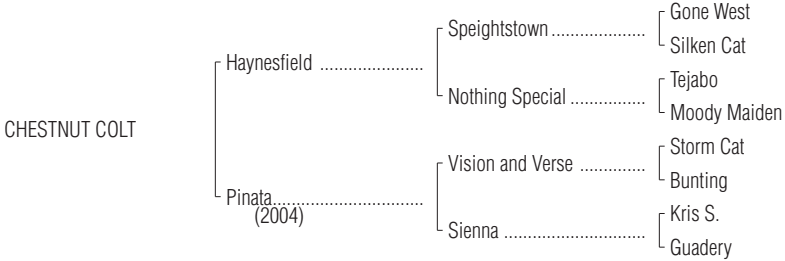 Gone West
Speightstown ....................
Silken Cat
Haynesfield ......................
Tejabo
Nothing Special ................
Moody Maiden
CHESTNUT COLT
Storm Cat
Vision and Verse ..............
Bunting
Pinata................................
(2004)
Kris S.
Sienna ..............................
Guadery